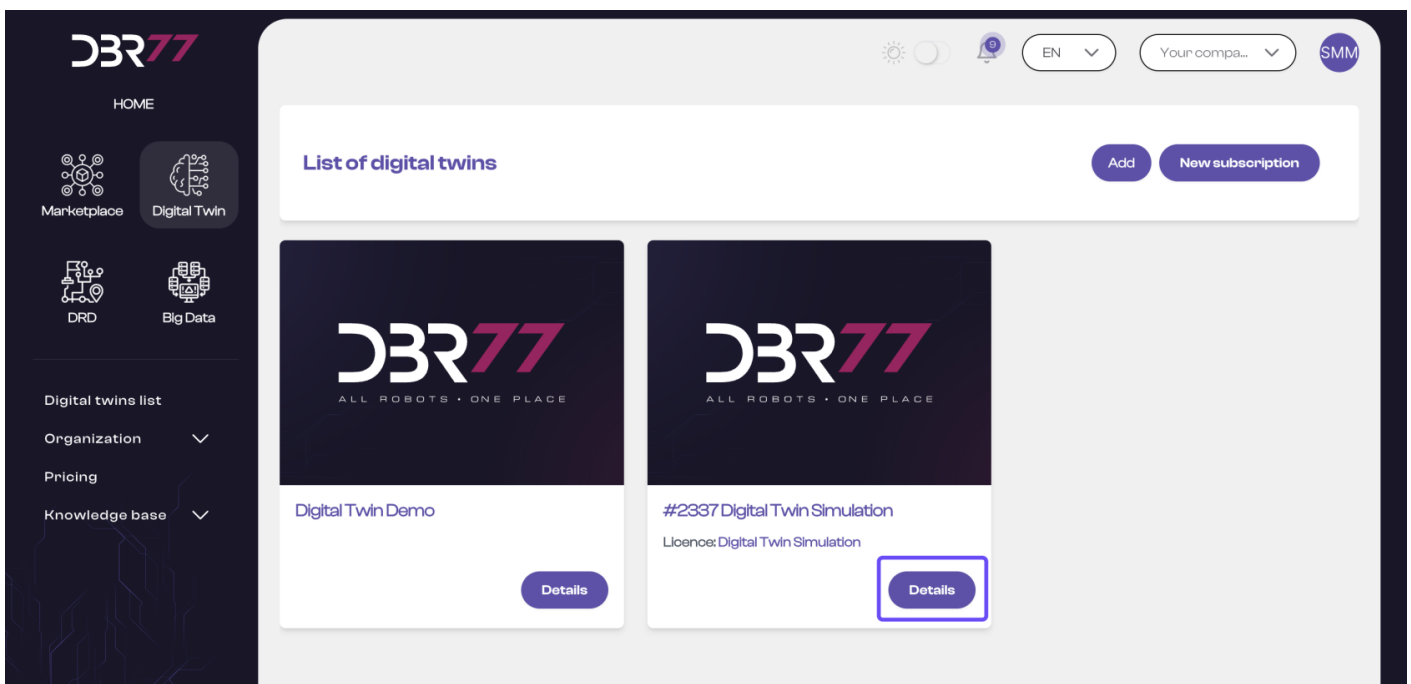 DBR77
HOME
Marketplace
Digital Twin
DRD
Big Data
Digital twins list
Organization
Pricing
Knowledge base
9
EN
Your compa...
SMM
List of digital twins
Add
New subscription
DBR77
ALL ROBOTS • ONE PLACE
Digital Twin Demo
Details
DBR77
ALL ROBOTS • ONE PLACE
#2337 Digital Twin Simulation
Licence: Digital Twin Simulation
Details